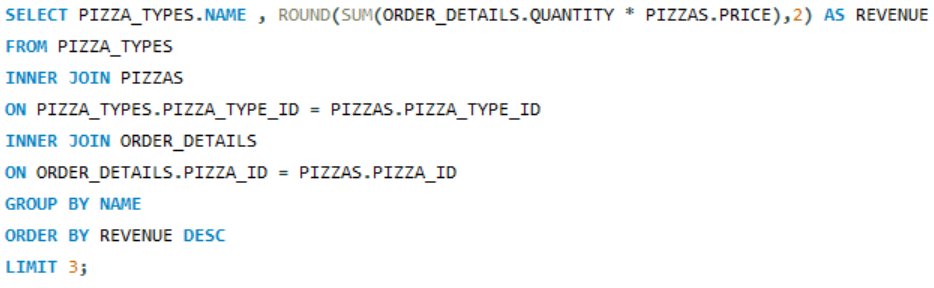 SELECT PIZZA_TYPES.NAME , ROUND(SUM(ORDER_DETAILS.QUANTITY * PIZZAS.PRICE),2) AS REVENUE
FROM PIZZA_TYPES
INNER JOIN PIZZAS
ON PIZZA_TYPES.PIZZA_TYPE_ID = PIZZAS.PIZZA_TYPE_ID
INNER JOIN ORDER_DETAILS
ON ORDER_DETAILS.PIZZA_ID = PIZZAS.PIZZA_ID
GROUP BY NAME
ORDER BY REVENUE DESC
LIMIT 3;